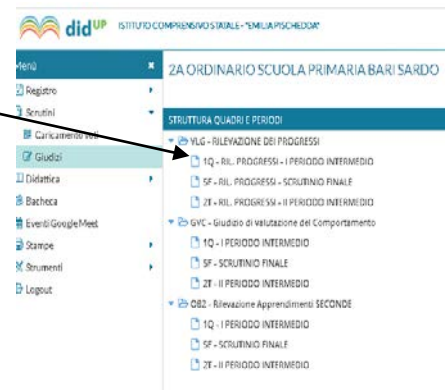 didUP ISTITUTO COMPRENSIVO STATALE - "EMILIA PISCHEDDA"
Menù
2A ORDINARIO SCUOLA PRIMARIA BARI SARDO
Registro
Scrutini
STRUTTURA QUADRI E PERIODI
Caricamento voti
VLG - RILEVAZIONE DEI PROGRESSI
Giudizi
1Q - RIL. PROGRESSI - I PERIODO INTERMEDIO
Didattica
SF - RIL. PROGRESSI - SCRUTINIO FINALE
Bacheca
2T - RIL. PROGRESSI - II PERIODO INTERMEDIO
Eventi Google Meet
GVC - Giudizio di valutazione del Comportamento
Stampe
1Q - I PERIODO INTERMEDIO
Strumenti
SF - SCRUTINIO FINALE
Logout
2T - II PERIODO INTERMEDIO
OB2 - Rilevazione Apprendimenti SECONDE
1Q - I PERIODO INTERMEDIO
SF - SCRUTINIO FINALE
2T - II PERIODO INTERMEDIO